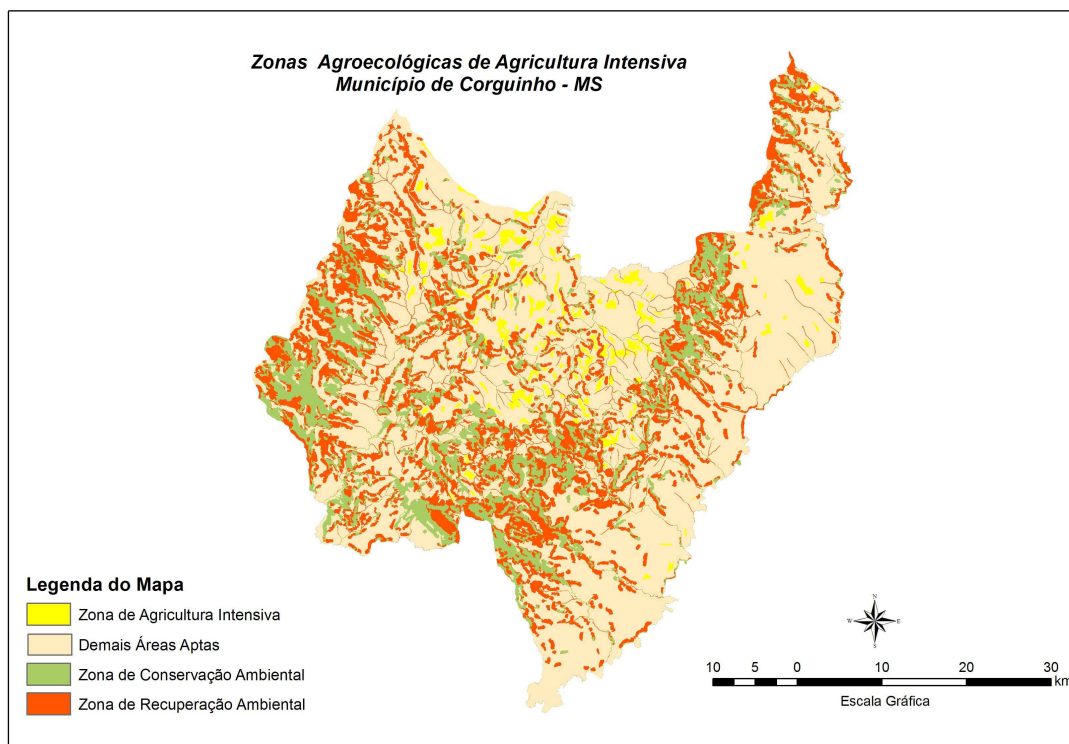 Zonas Agroecológicas de Agricultura Intensiva
Município de Corguinho - MS
Legenda do Mapa
Zona de Agricultura Intensiva
Demais Áreas Aptas
Zona de Conservação Ambiental
Zona de Recuperação Ambiental
N
W E
S
10 5 0 10 20 30
km
Escala Gráfica